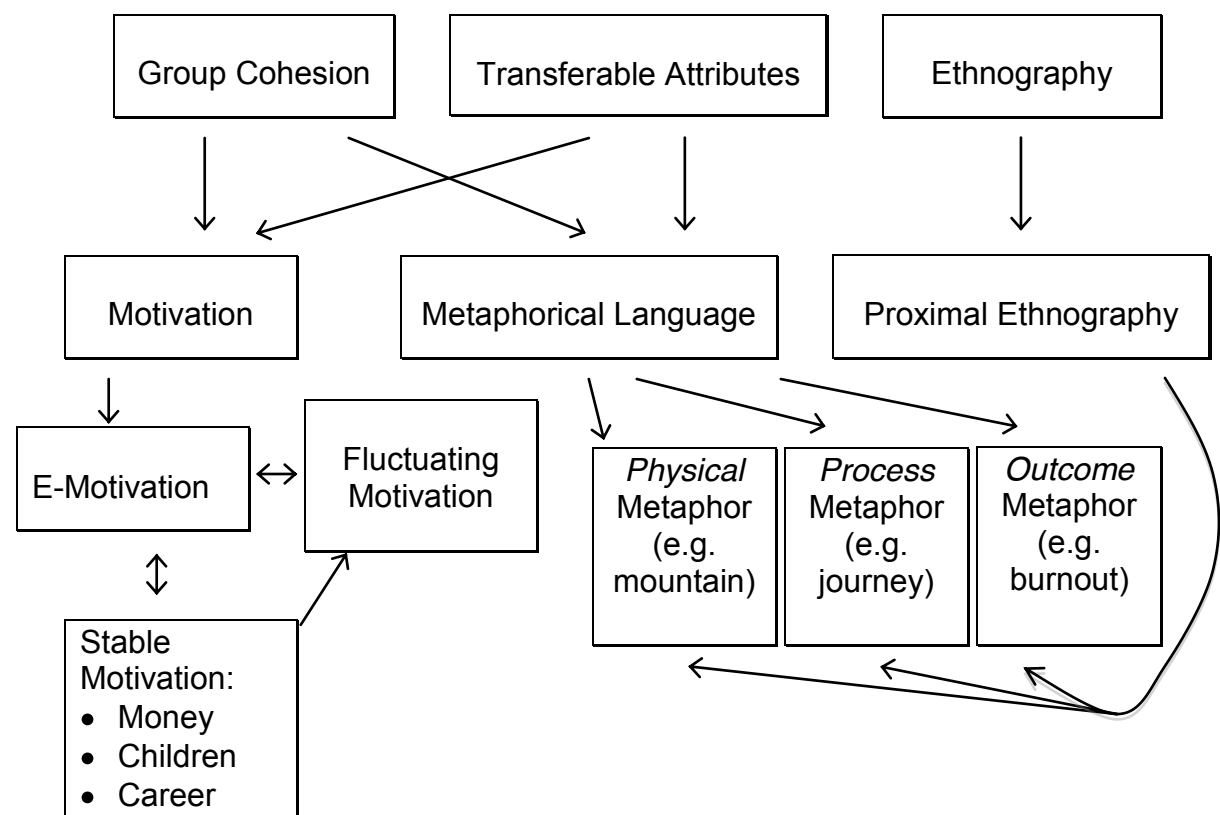 Group Cohesion
Transferable Attributes
Ethnography
Motivation
Metaphorical Language
Proximal Ethnography
E-Motivation
Fluctuating
Motivation
Physical
Metaphor
(e.g.
mountain)
Process
Metaphor
(e.g.
journey)
Outcome
Metaphor
(e.g.
burnout)
Stable
Motivation:
• Money
• Children
• Career